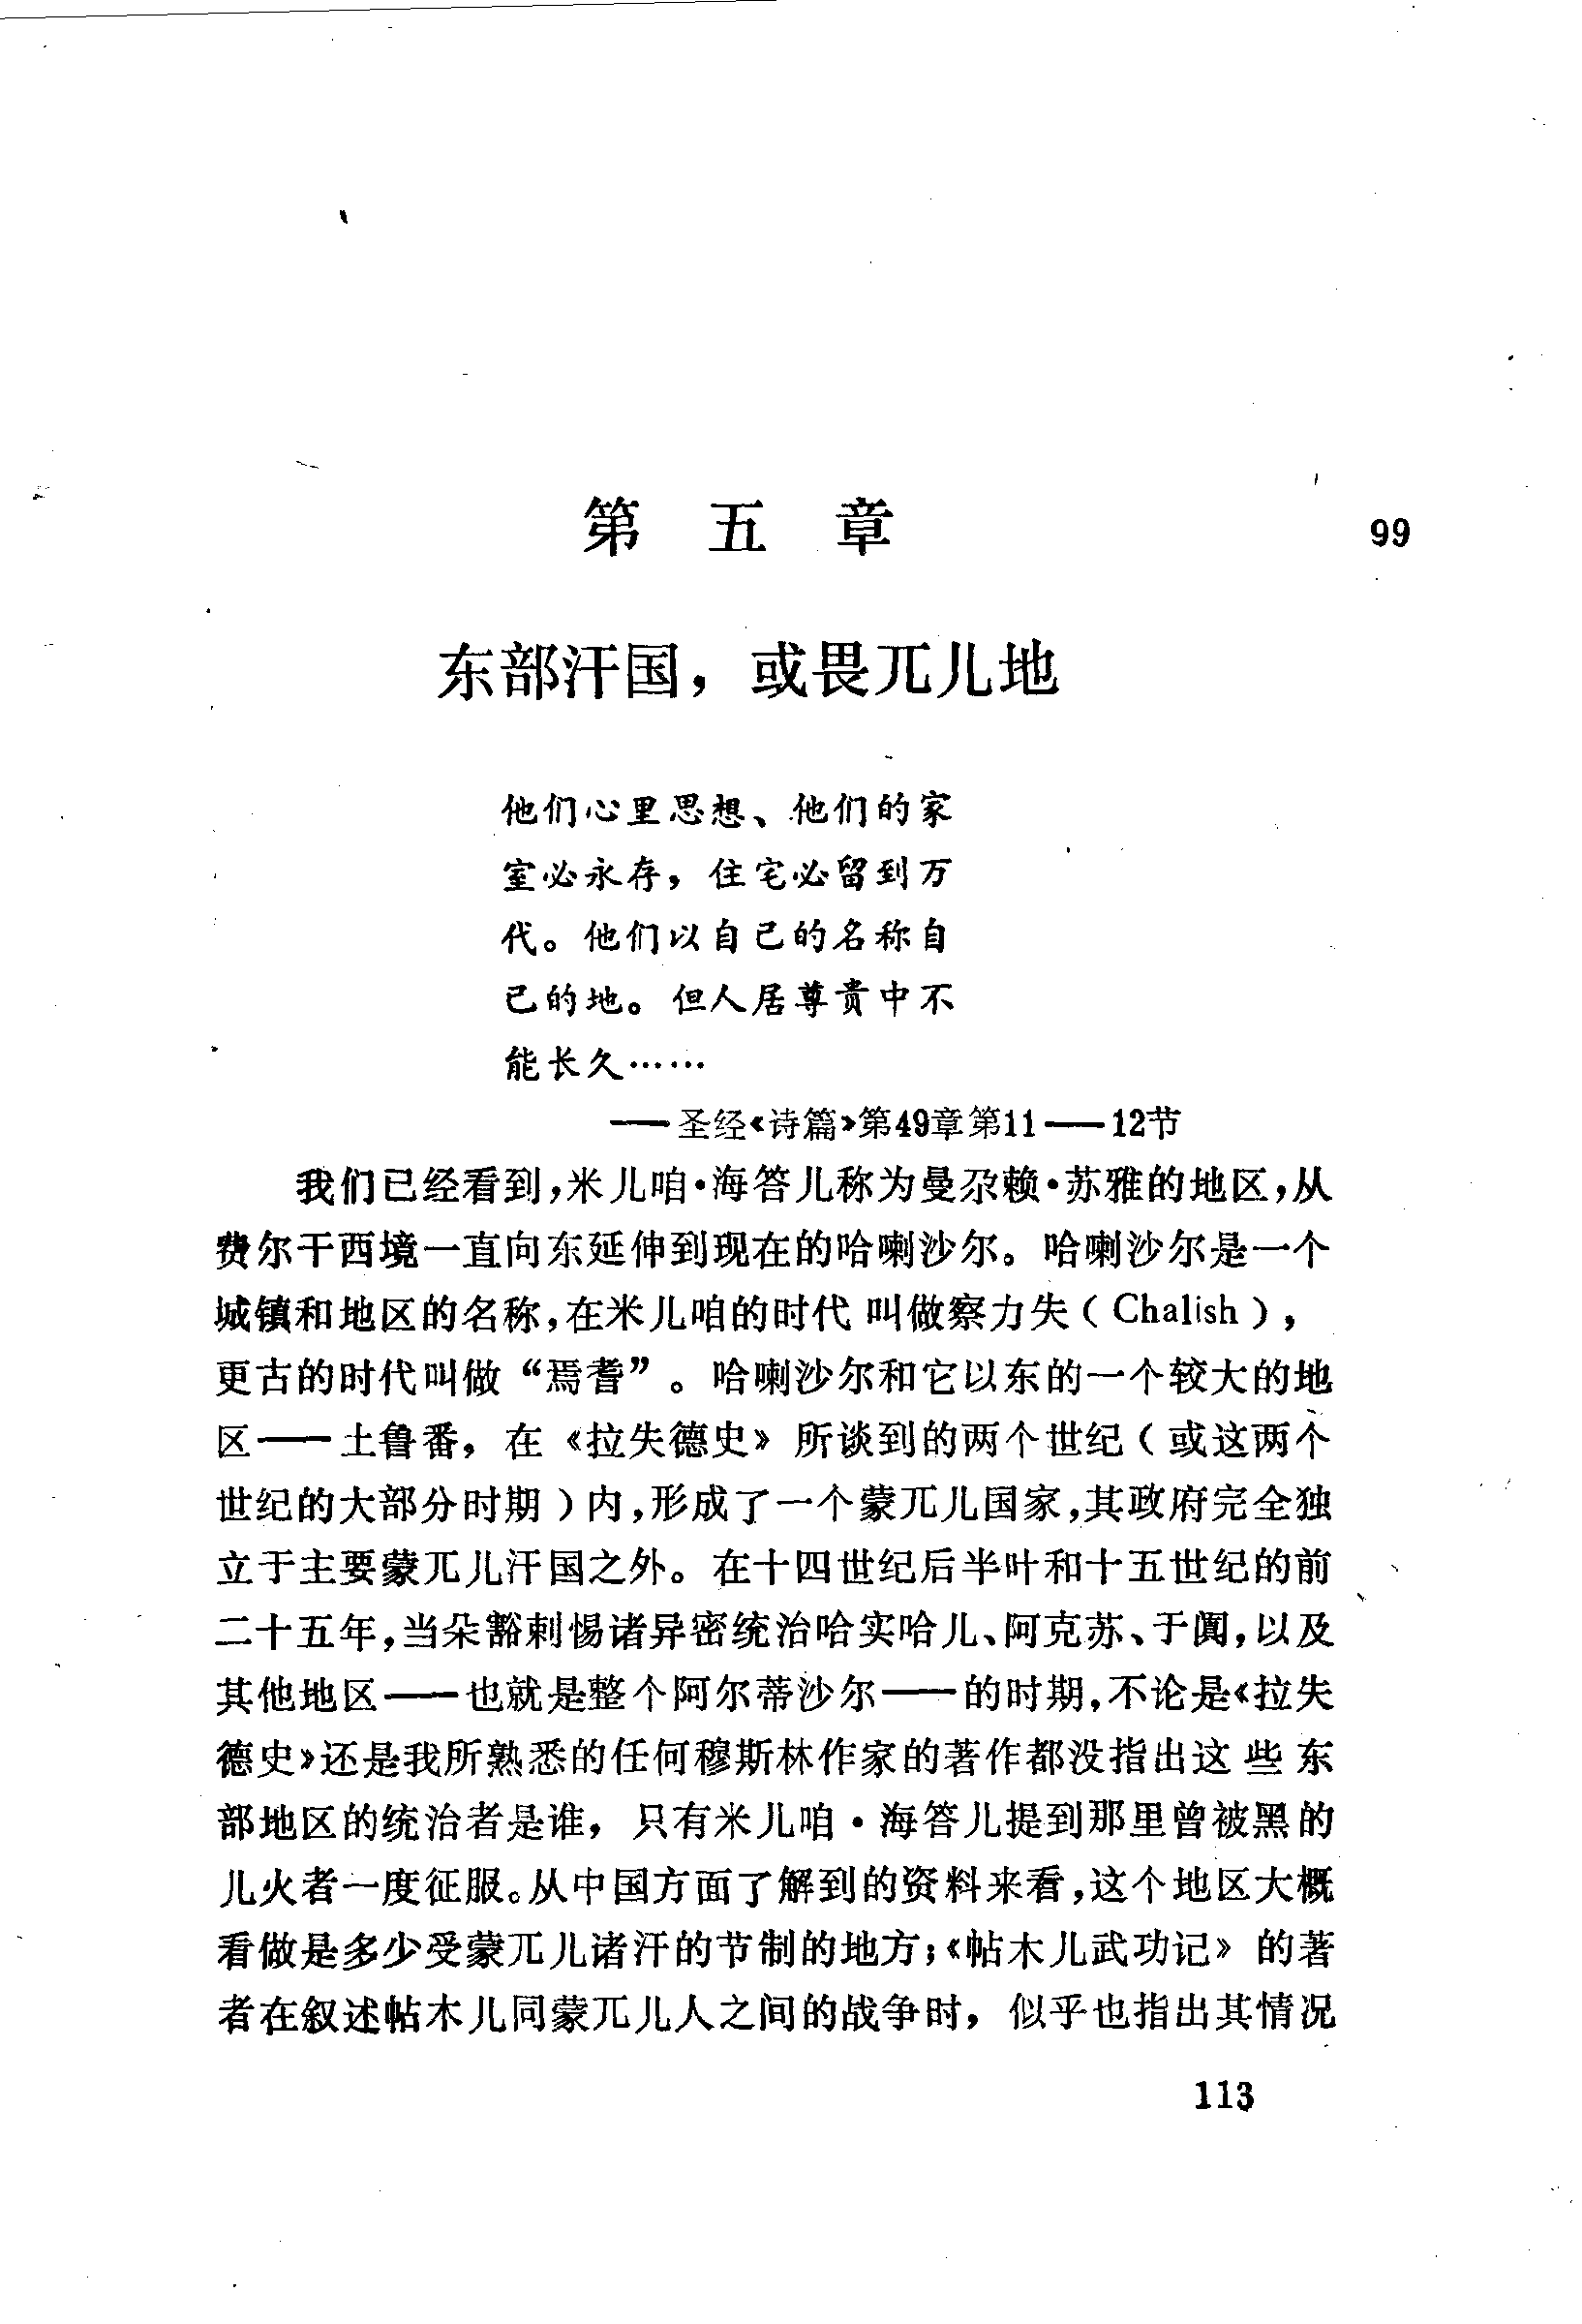 第五章
99
东部汗国，或畏兀儿地
他们心里思想、他们的家
室必永存，住宅必留到万
代。他们以自己的名称自
己的地。但人居尊贵中不
能长久……
——圣经《诗篇》第49章第11——12节
我们已经看到，米儿咱·海答儿称为曼尕赖·苏雅的地区，从
费尔干西境一直向东延伸到现在的哈喇沙尔。哈喇沙尔是一个
城镇和地区的名称，在米儿咱的时代叫做察力失（Chalish），
更古的时代叫做“焉耆”。哈喇沙尔和它以东的一个较大的地
区——土鲁番，在《拉失德史》所谈到的两个世纪（或这两个
世纪的大部分时期）内，形成了一个蒙兀儿国家，其政府完全独
立于主要蒙兀儿汗国之外。在十四世纪后半叶和十五世纪的前
二十五年，当朵豁剌惕诸异密统治哈实哈儿、阿克苏、于阗，以及
其他地区——也就是整个阿尔蒂沙尔——的时期，不论是《拉失
德史》还是我所熟悉的任何穆斯林作家的著作都没指出这些东
部地区的统治者是谁，只有米儿咱·海答儿提到那里曾被黑的
儿火者一度征服。从中国方面了解到的资料来看，这个地区大概
看做是多少受蒙兀儿诸汗的节制的地方；《帖木儿武功记》的著
者在叙述帖木儿同蒙兀儿人之间的战争时，似乎也指出其情况
113